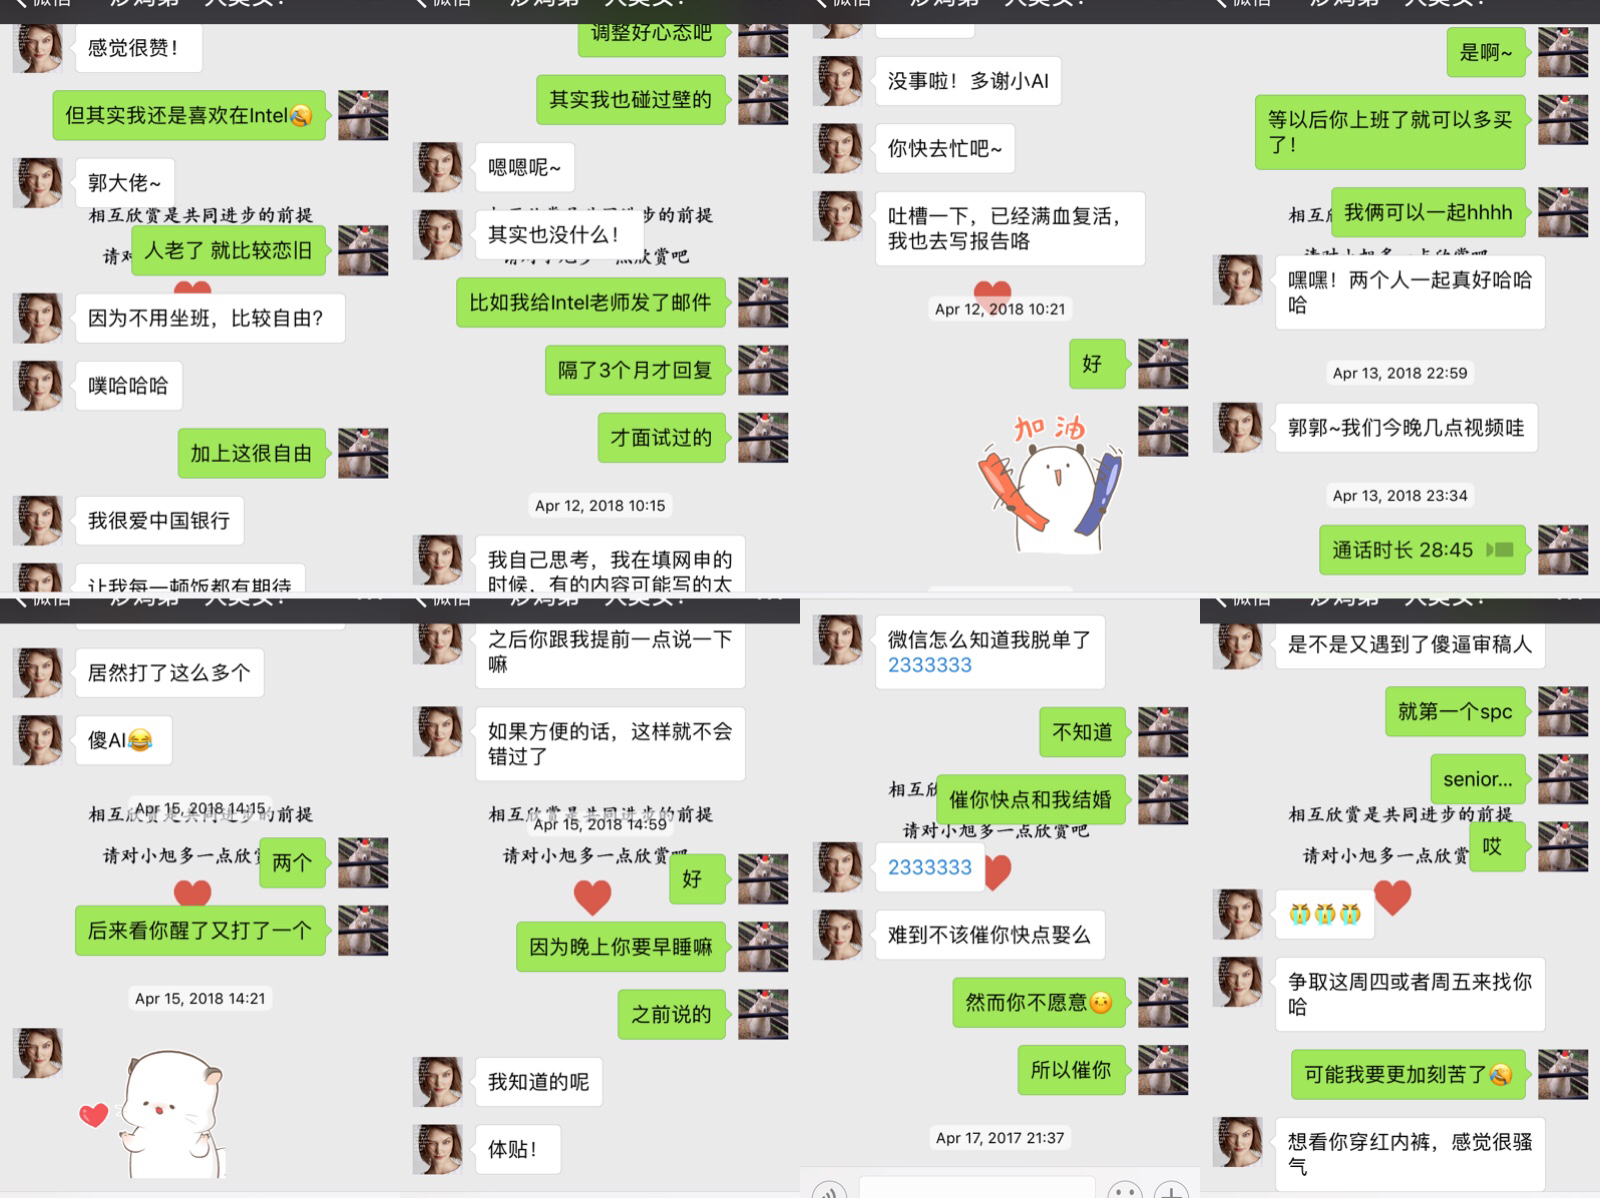 感觉很赞！
但其实我还是喜欢在Intel
郭大佬~
相互欣赏是共同进步的前提
人老了 就比较恋旧
请对
因为不用坐班，比较自由？
噗哈哈哈
加上这很自由
我很爱中国银行
让我每一顿饭都有期待
调整好心态吧
其实我也碰过壁的
嗯嗯呢~
步的前提
其实也没什么！
请对小旭多一点欣赏吧
比如我给Intel老师发了邮件
隔了3个月才回复
才面试过的
Apr 12, 2018 10:15
我自己思考，我在填网申的
时候，有的内容可能写的太
没事啦！多谢小AI
你快去忙吧~
吐槽一下，已经满血复活，
我也去写报告咯
Apr 12, 2018 10:21
好
加油
是啊~
等以后你上班了就可以多买
了！
相互
我俩可以一起hhhh
嘿嘿！两个人一起真好哈哈
哈
Apr 13, 2018 22:59
郭郭~我们今晚几点视频哇
Apr 13, 2018 23:34
通话时长 28:45
微信
居然打了这么多个
傻AI
Apr 15, 2018 14:15
相互欣赏是共同进步的前提
两个
请对小旭多一点欣赏
后来看你醒了又打了一个
Apr 15, 2018 14:21
微信
之后你跟我提前一点说一下
嘛
如果方便的话，这样就不会
错过了
相互欣赏是共同进步的前提
Apr 15, 2018 14:59
请对小旭多一点欣赏吧
好
因为晚上你要早睡嘛
之前说的
我知道的呢
体贴！
微信怎么知道我脱单了
2333333
不知道
相互
催你快点和我结婚
请对小旭多一点欣赏吧
2333333
难到不该催你快点娶么
然而你不愿意
所以催你
Apr 17, 2017 21:37
微信
是不是又遇到了傻逼审稿人
就第一个spc
senior...
相互欣赏是共同进步的前提
哎
请对小旭多一点欣赏
争取这周四或者周五来找你
哈
可能我要更加刻苦了
想看你穿红内裤，感觉很骚
气